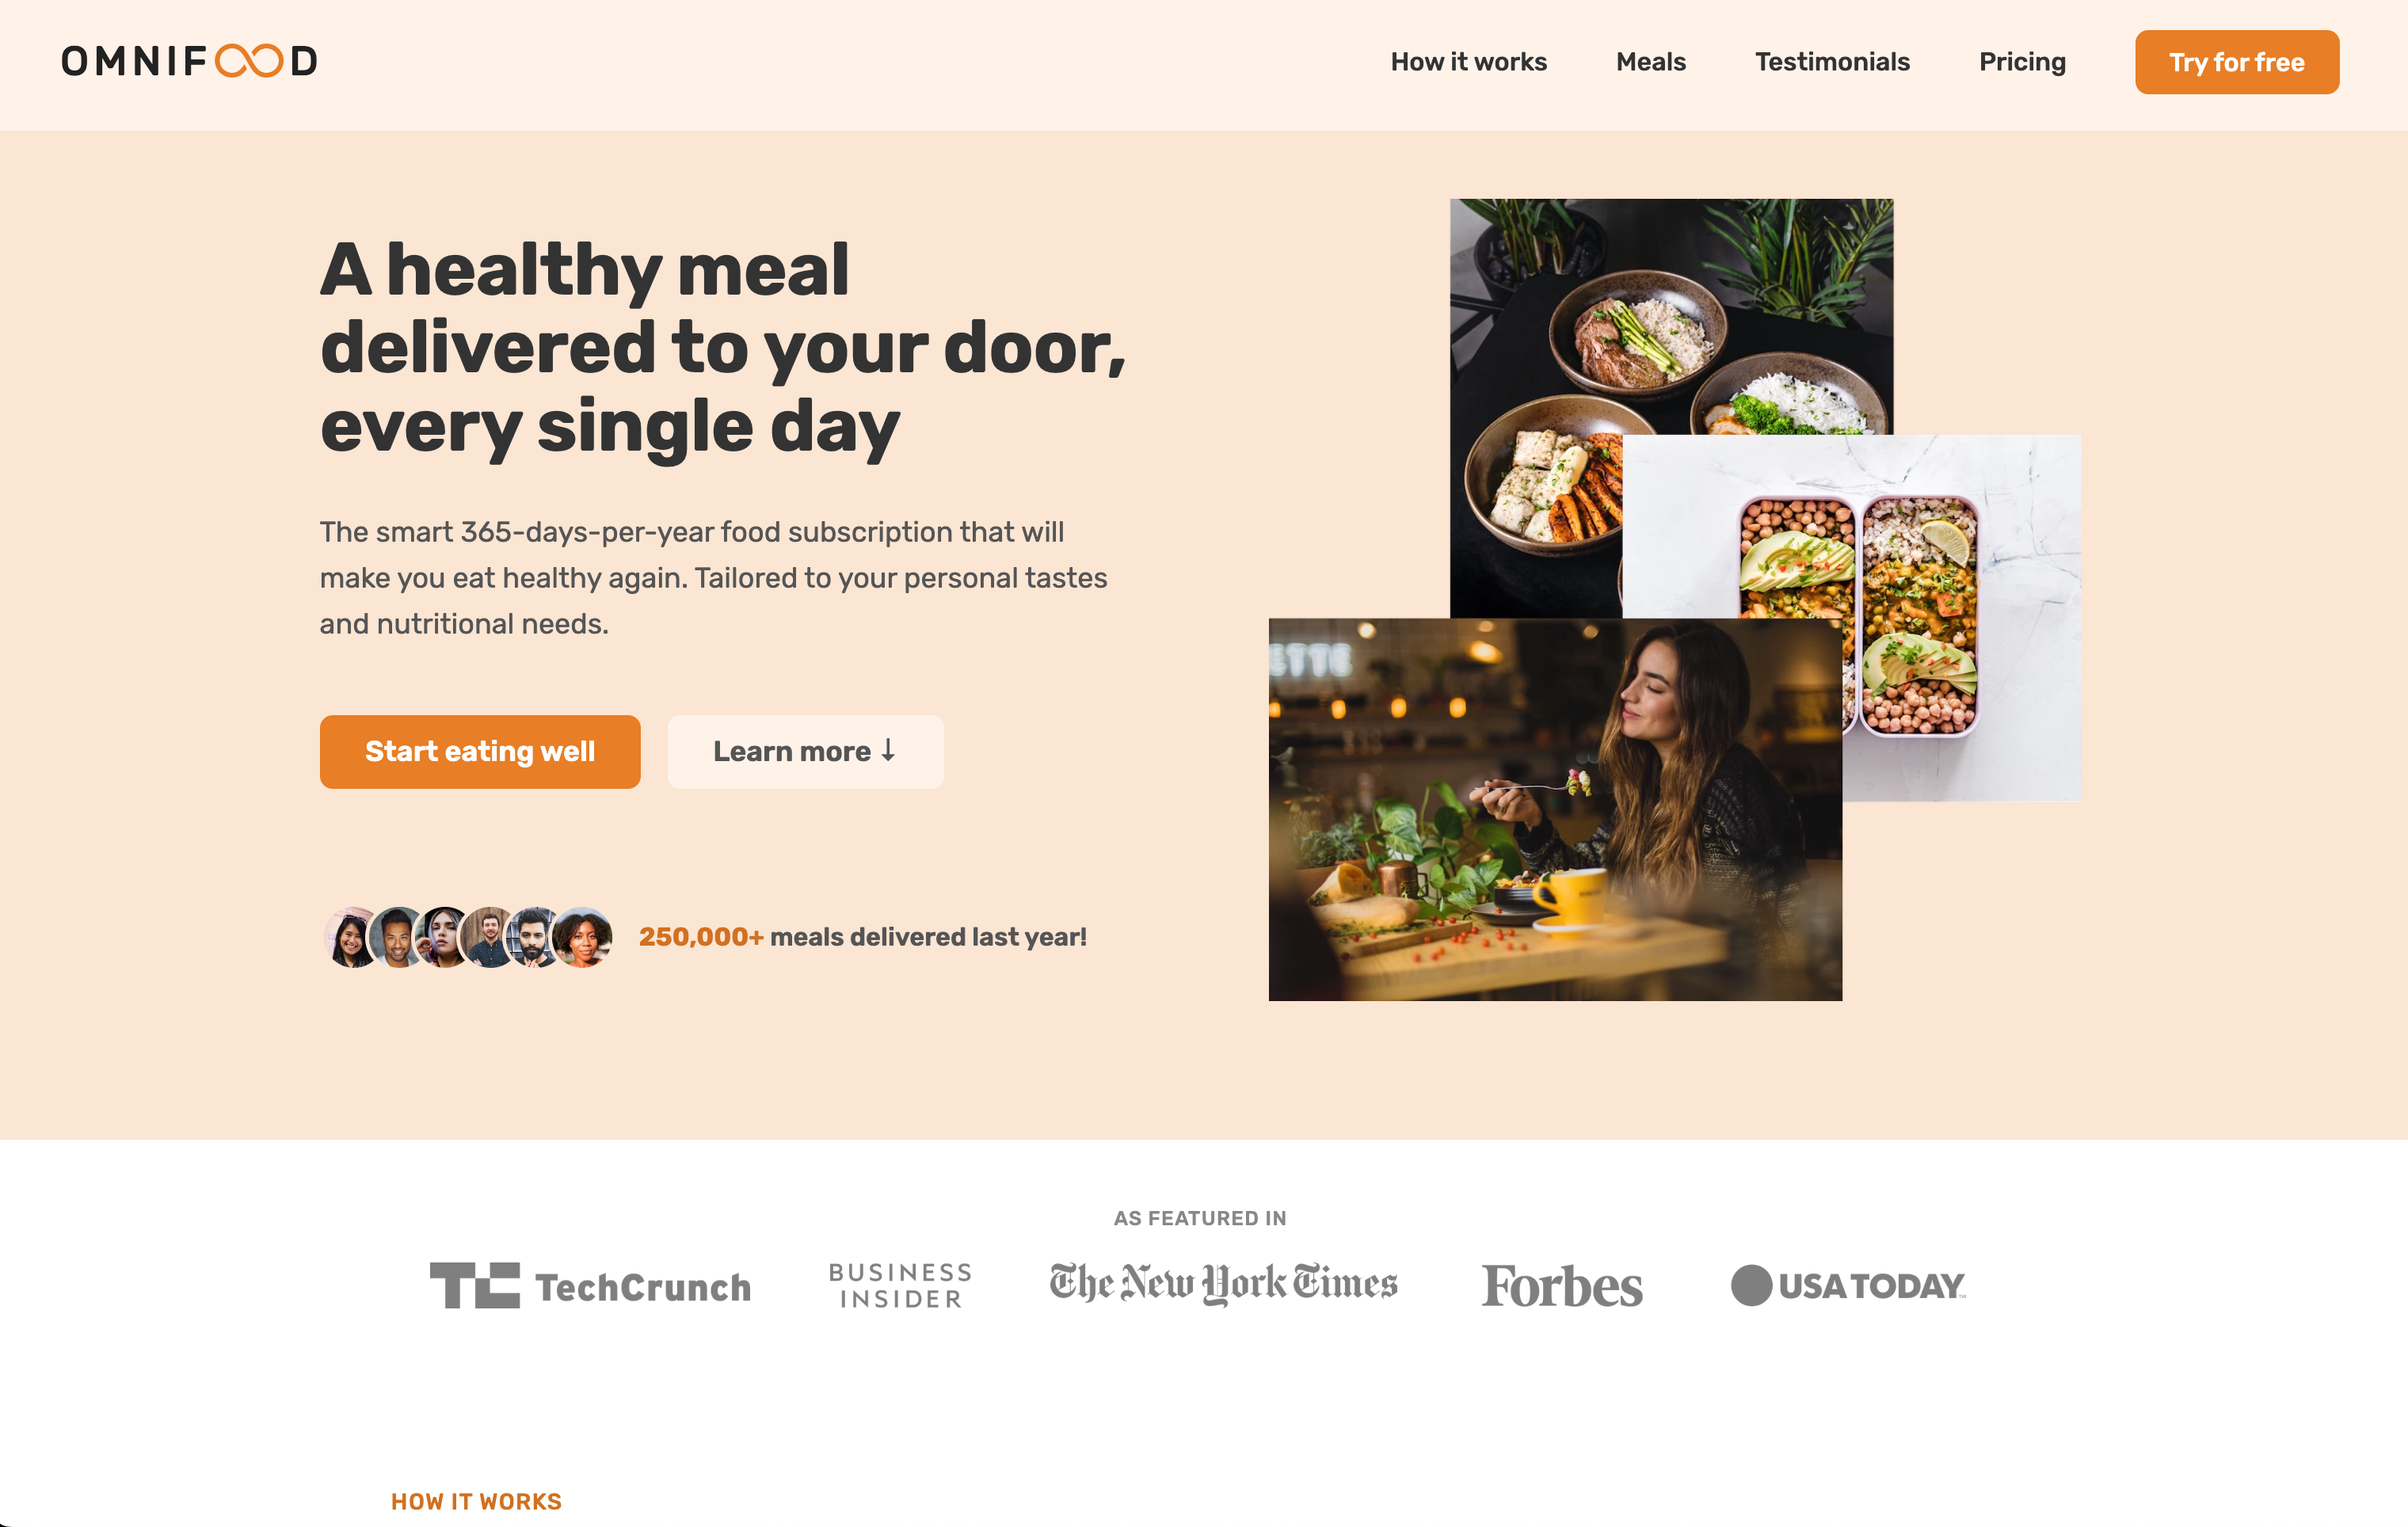 OMNIFOOD
How it works
Meals
Testimonials
Pricing
Try for free
A healthy meal
delivered to your door,
every single day
The smart 365-days-per-year food subscription that will
make you eat healthy again. Tailored to your personal tastes
and nutritional needs.
Start eating well
Learn more ↓
250,000+ meals delivered last year!
ETTE
AS FEATURED IN
TC TechCrunch
BUSINESS
INSIDER
The New York Times
Forbes
USA TODAY™
HOW IT WORKS